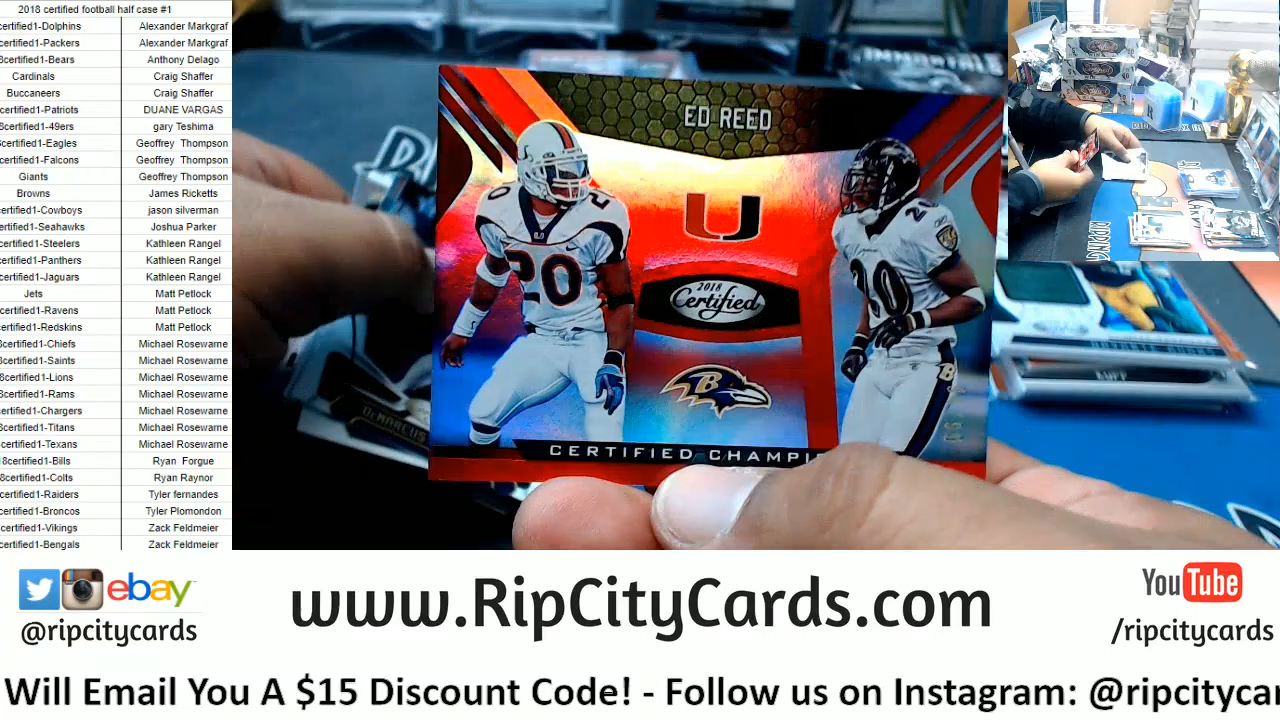 2018 certified football half case #1
certified1-Dolphins Alexander Markgraf
certified1-Packers Alexander Markgraf
8certified1-Bears Anthony Delago
Cardinals Craig Shaffer
Buccaneers Craig Shaffer
certified1-Patriots DUANE VARGAS
8certified1-49ers gary Teshima
8certified1-Eagles Geoffrey Thompson
8certified1-Falcons Geoffrey Thompson
Giants Geoffrey Thompson
Browns James Ricketts
certified1-Cowboys jason silverman
certified1-Seahawks Joshua Parker
certified1-Steelers Kathleen Rangel
certified1-Panthers Kathleen Rangel
certified1-Jaguars Kathleen Rangel
Jets Matt Petlock
certified1-Ravens Matt Petlock
certified1-Redskins Matt Petlock
8certified1-Chiefs Michael Rosewarne
8certified1-Saints Michael Rosewarne
8certified1-Lions Michael Rosewarne
8certified1-Rams Michael Rosewarne
certified1-Chargers Michael Rosewarne
8certified1-Titans Michael Rosewarne
certified1-Texans Michael Rosewarne
18certified1-Bills Ryan Forgue
8certified1-Colts Ryan Raynor
certified1-Raiders Tyler fernandes
certified1-Broncos Tyler Plomondon
certified1-Vikings Zack Feldmeier
certified1-Bengals Zack Feldmeier
ED REED
U
20
20
20
2018
Certified
B
CERTIFIED CHAMPI
DEMARCUS
ebay
@ripcitycards
www.RipCityCards.com
YouTube
/ripcitycards
Will Email You A $15 Discount Code! - Follow us on Instagram: @ripcitycar